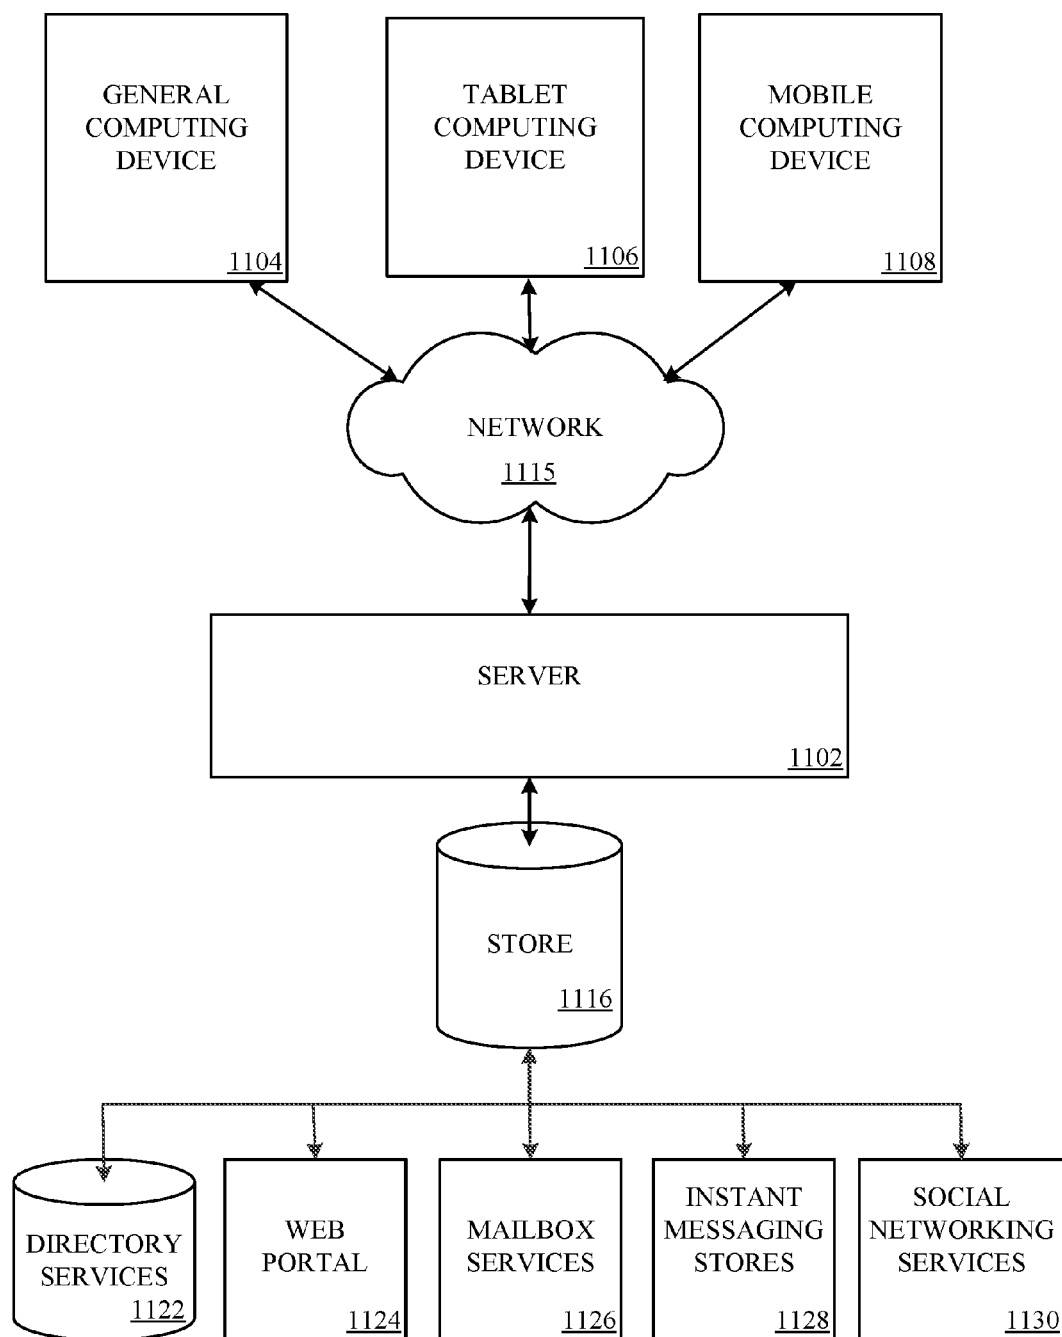 GENERAL
COMPUTING
DEVICE
1104
TABLET
COMPUTING
DEVICE
1106
MOBILE
COMPUTING
DEVICE
1108
NETWORK
1115
SERVER
1102
STORE
1116
DIRECTORY
SERVICES
1122
WEB
PORTAL
1124
MAILBOX
SERVICES
1126
INSTANT
MESSAGING
STORES
1128
SOCIAL
NETWORKING
SERVICES
1130